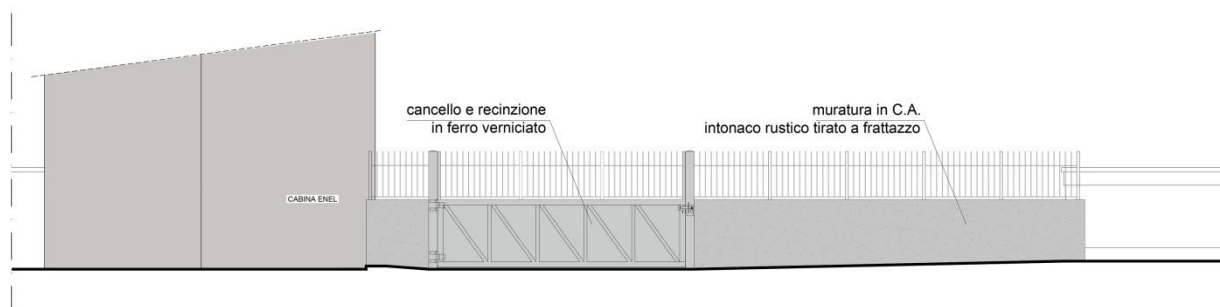 cancello e recinzione
in ferro verniciato
muratura in C.A.
intonaco rustico tirato a frattazzo
CABINA ENEL